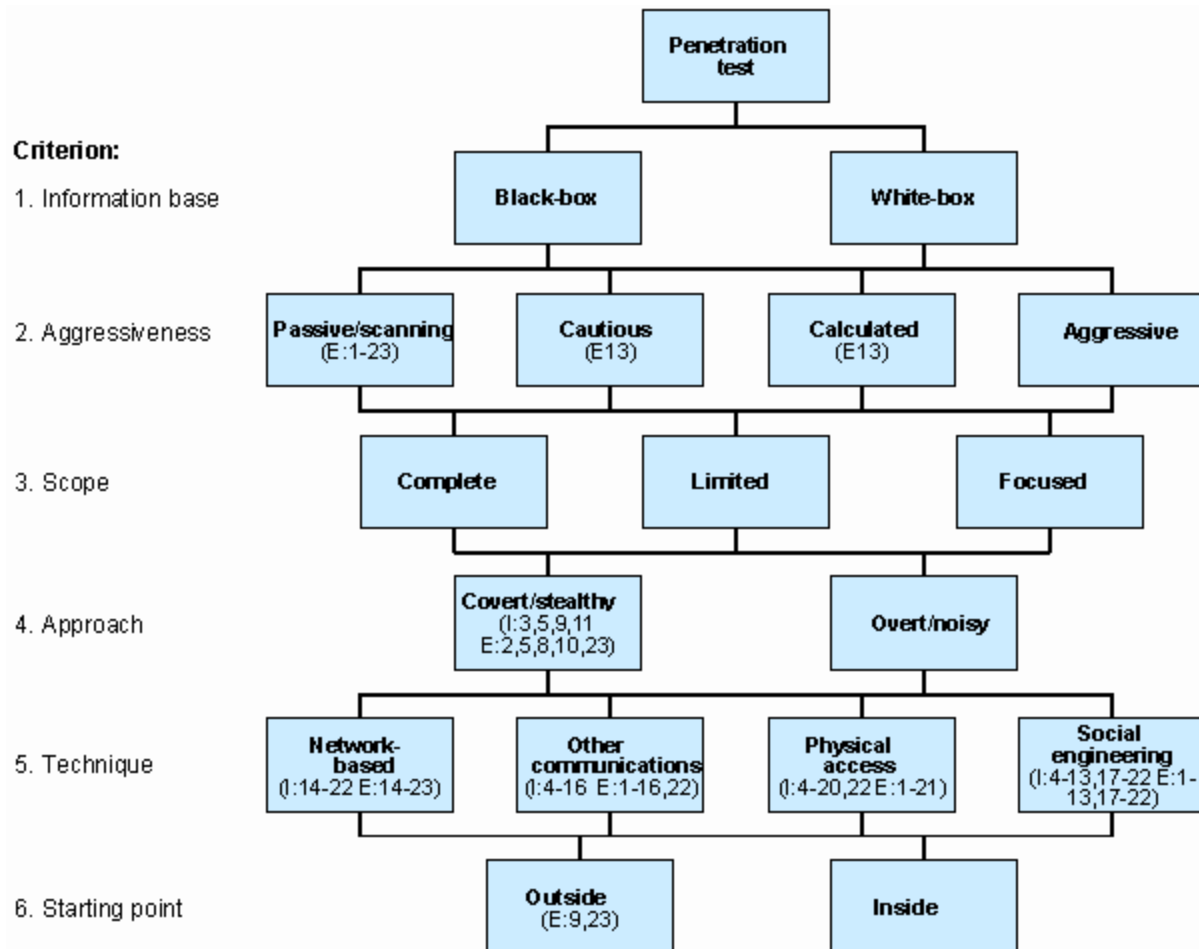 Penetration
test
Criterion:
1. Information base
Black-box
White-box
2. Aggressiveness
Passive/scanning
(E:1-23)
Cautious
(E13)
Calculated
(E13)
Aggressive
3. Scope
Complete
Limited
Focused
4. Approach
Covert/stealthy
(I:3,5,9,11
E:2,5,8,10,23)
Overt/noisy
5. Technique
Network-
based
(I:14-22 E:14-23)
Other
communications
(I:4-16 E:1-16,22)
Physical
access
(I:4-20,22 E:1-21)
Social
engineering
(I:4-13,17-22 E:1-
13,17-22)
6. Starting point
Outside
(E:9,23)
Inside